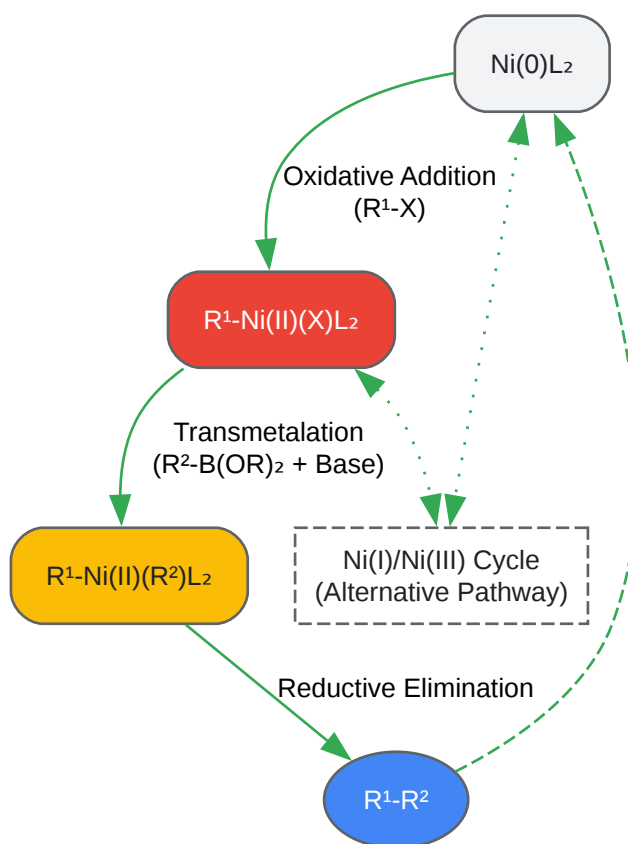 Ni(0)L₂
Oxidative Addition
(R¹-X)
R¹-Ni(II)(X)L₂
Transmetalation
(R²-B(OR)₂ + Base)
R¹-Ni(II)(R²)L₂
Ni(I)/Ni(III) Cycle
(Alternative Pathway)
Reductive Elimination
R¹-R²